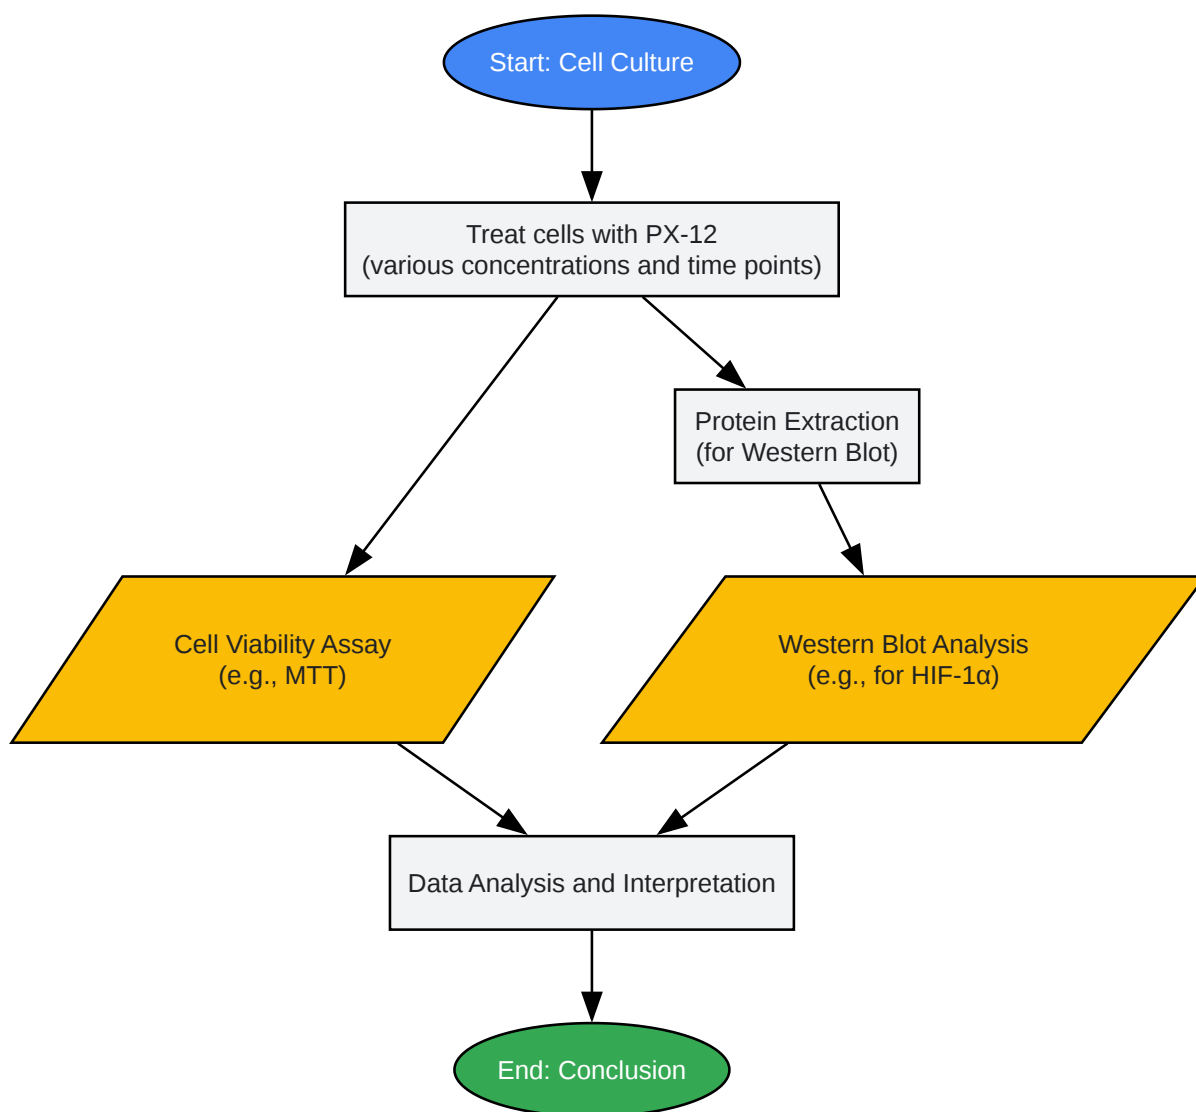 Start: Cell Culture
Treat cells with PX-12
(various concentrations and time points)
Protein Extraction
(for Western Blot)
Cell Viability Assay
(e.g., MTT)
Western Blot Analysis
(e.g., for HIF-1α)
Data Analysis and Interpretation
End: Conclusion